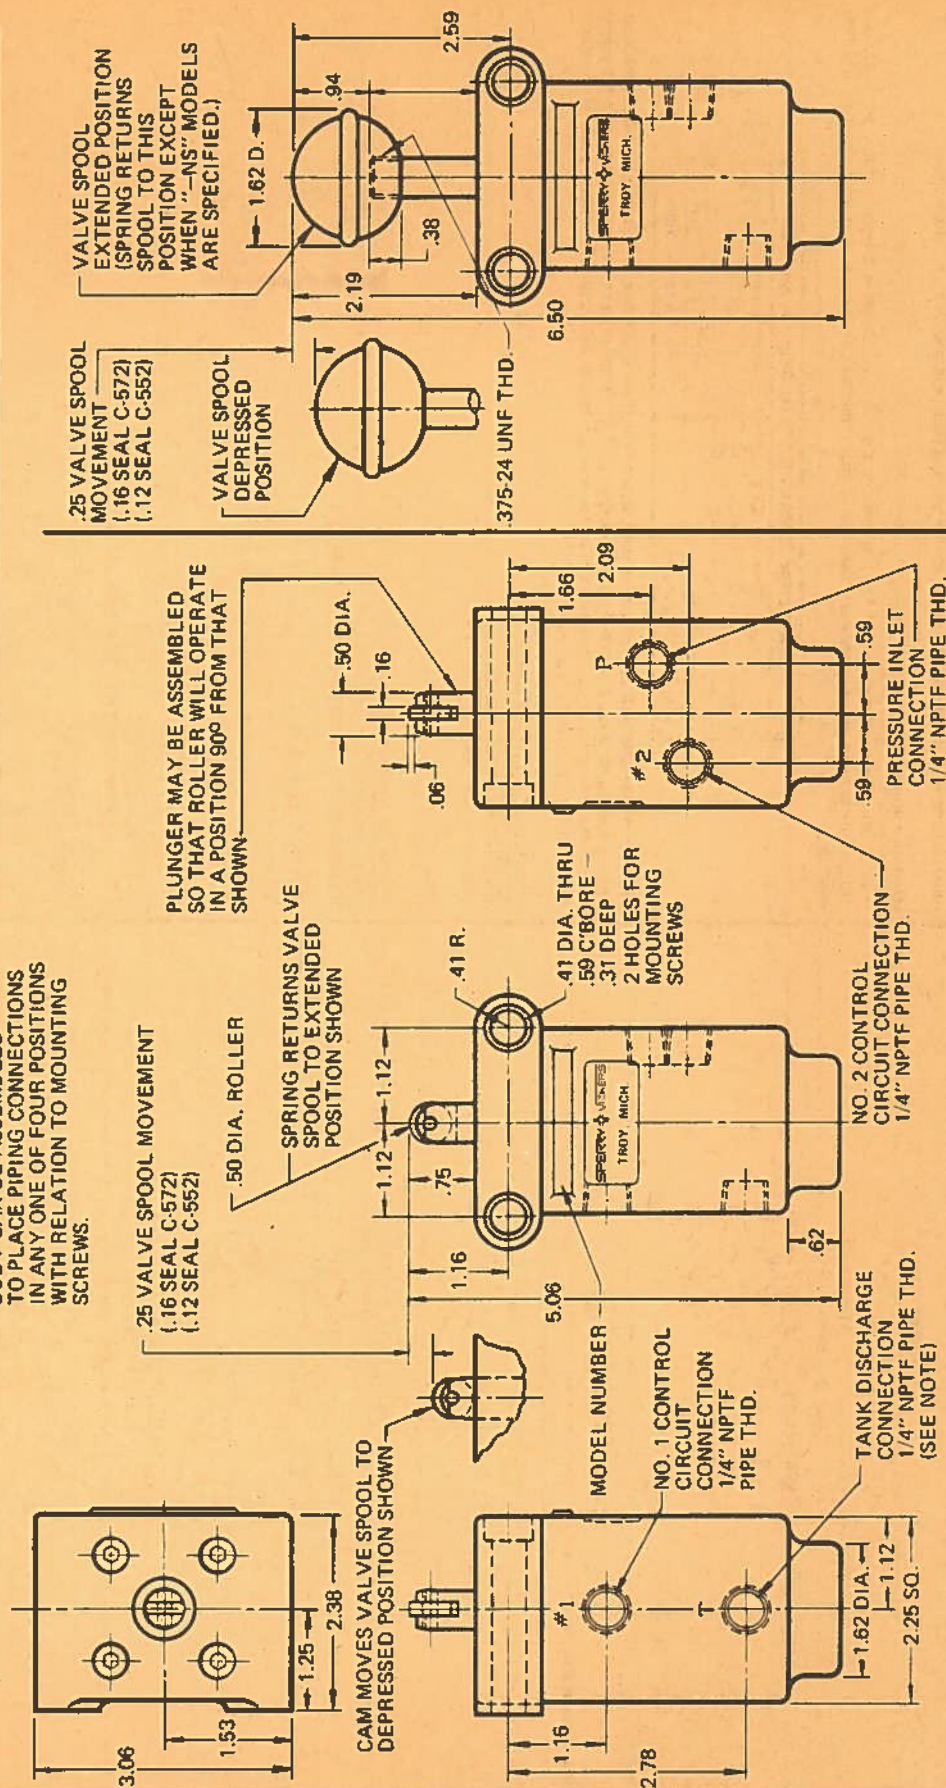 TO PLACE PIPING CONNECTIONS
IN ANY ONE OF FOUR POSITIONS
WITH RELATION TO MOUNTING
SCREWS.
3.06
1.53
1.25
2.38
.25 VALVE SPOOL MOVEMENT
(.16 SEAL C-572)
(.12 SEAL C-552)
.50 DIA. ROLLER
SPRING RETURNS VALVE
SPOOL TO EXTENDED
POSITION SHOWN
CAM MOVES VALVE SPOOL TO
DEPRESSED POSITION SHOWN
1.12
1.12
.41 R.
.75
1.16
5.06
.62
.41 DIA. THRU
.59 C'BORE –
.31 DEEP
2 HOLES FOR
MOUNTING
SCREWS
SPERRY VICKERS
TROY MICH.
MODEL NUMBER
NO. 1 CONTROL
CIRCUIT
CONNECTION
1/4" NPTF
PIPE THD.
#1
T
1.16
2.78
1.62 DIA.
1.12
2.25 SQ.
TANK DISCHARGE
CONNECTION
1/4" NPTF PIPE THD.
(SEE NOTE)
PLUNGER MAY BE ASSEMBLED
SO THAT ROLLER WILL OPERATE
IN A POSITION 90° FROM THAT
SHOWN
.50 DIA.
.16
.06
#2
P
1.66
2.09
.59
.59
NO. 2 CONTROL
CIRCUIT CONNECTION
1/4" NPTF PIPE THD.
PRESSURE INLET
CONNECTION
1/4" NPTF PIPE THD.
.25 VALVE SPOOL
MOVEMENT
(.16 SEAL C-572)
(.12 SEAL C-552)
VALVE SPOOL
DEPRESSED
POSITION
VALVE SPOOL
EXTENDED POSITION
(SPRING RETURNS
SPOOL TO THIS
POSITION EXCEPT
WHEN "–NS" MODELS
ARE SPECIFIED.)
1.62 D.
.94
2.59
2.19
.38
6.50
.375-24 UNF THD.
SPERRY VICKERS
TROY MICH.